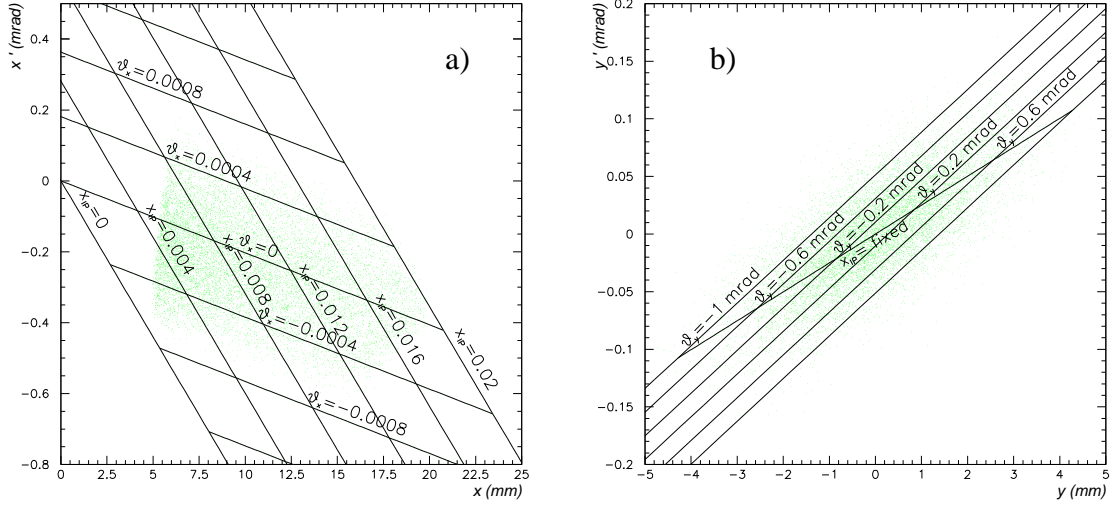 a)
x ' (mrad)
0.4
0.2
0
−0.2
−0.4
−0.6
−0.8
ϑx=0.0008
ϑx=0.0004
ϑx=0
ϑx=−0.0004
ϑx=−0.0008
xIP=0
xIP=0.004
xIP=0.008
xIP=0.012
xIP=0.016
xIP=0.02
0 2.5 5 7.5 10 12.5 15 17.5 20 22.5 25
x (mm)
b)
y ' (mrad)
0.2
0.15
0.1
0.05
0
−0.05
−0.1
−0.15
−0.2
ϑy=−1 mrad
ϑy=−0.6 mrad
ϑy=−0.2 mrad
ϑy=0.2 mrad
ϑy=0.6 mrad
xIP= fixed
−5 −4 −3 −2 −1 0 1 2 3 4 5
y (mm)